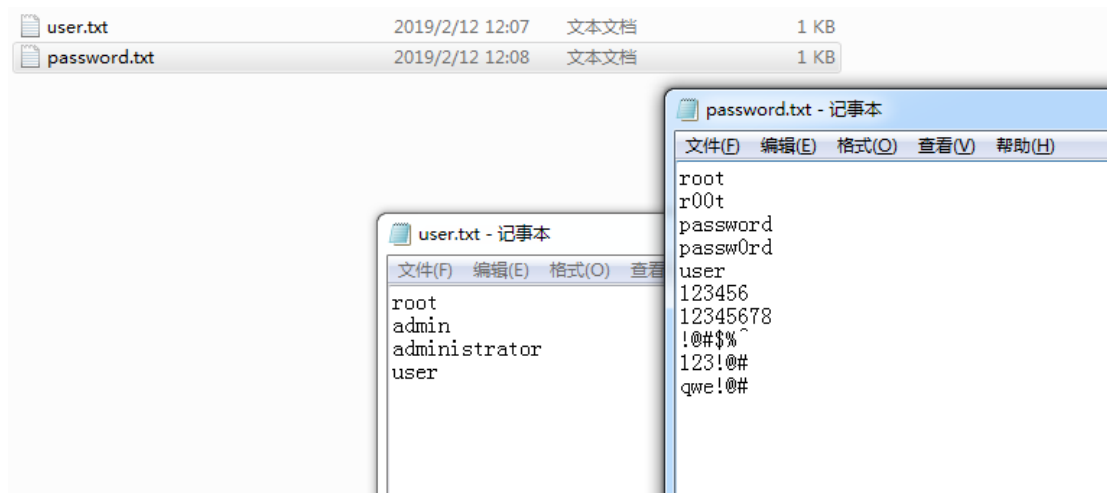 user.txt 2019/2/12 12:07 文本文档 1 KB
password.txt 2019/2/12 12:08 文本文档 1 KB
password.txt - 记事本
文件(F) 编辑(E) 格式(O) 查看(V) 帮助(H)
root
r00t
password
passw0rd
user
123456
12345678
!@#$%^
123!@#
qwe!@#
user.txt - 记事本
文件(F) 编辑(E) 格式(O) 查看
root
admin
administrator
user